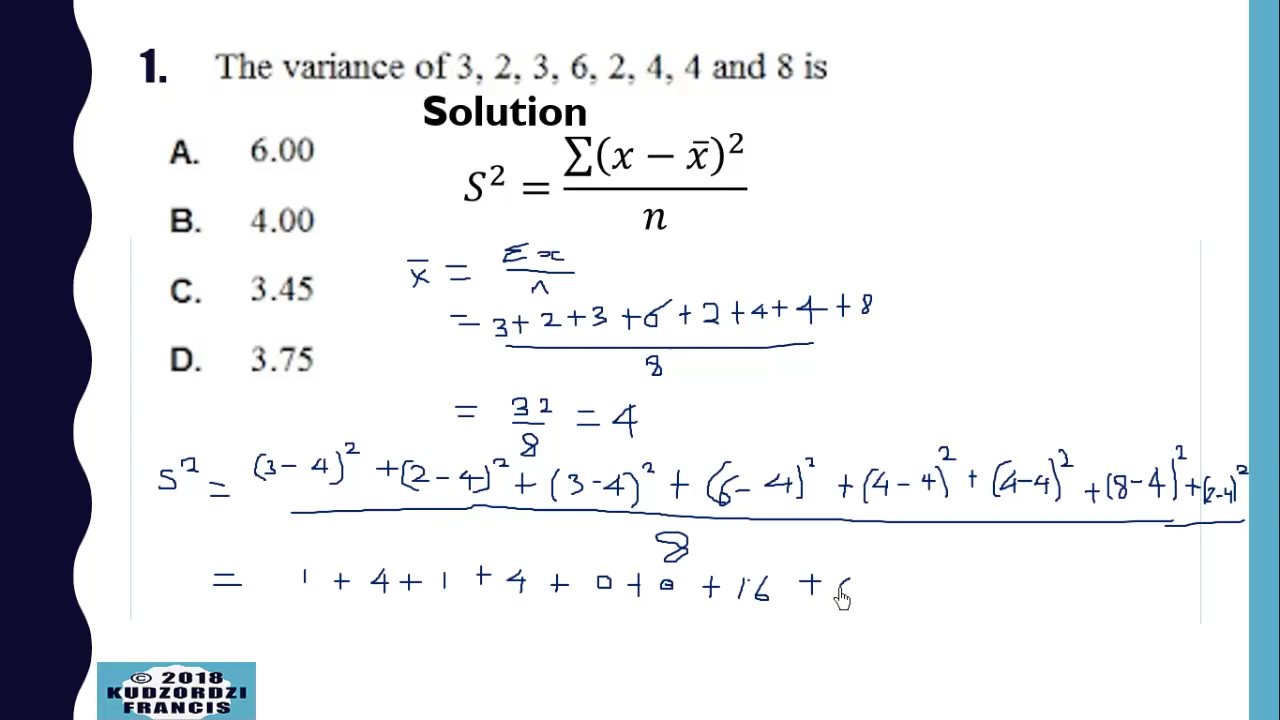 1. The variance of 3, 2, 3, 6, 2, 4, 4 and 8 is
Solution
A. 6.00
S² = ∑(x − x̄)² / n
B. 4.00
x̄ = Σx / n
C. 3.45
= 3+2+3+6+2+4+4+8 / 8
D. 3.75
= 32/8 = 4
S² = (3-4)² + (2-4)² + (3-4)² + (6-4)² + (4-4)² + (4-4)² + (8-4)² + (2-4)² / 8
= 1 + 4 + 1 + 4 + 0 + 0 + 16 +
© 2018
KUDZORDZI
FRANCIS